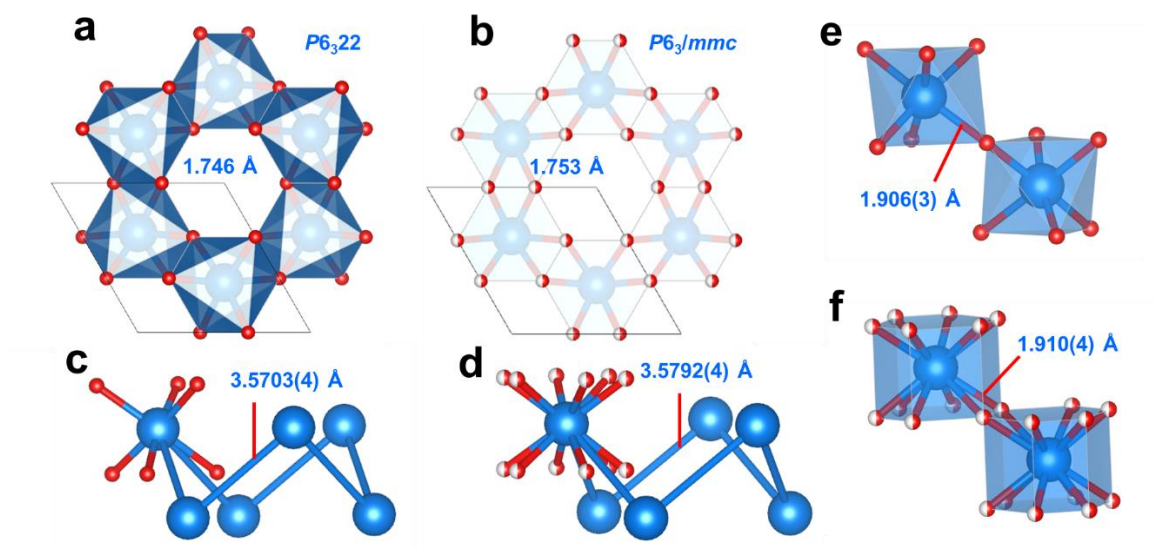 a
P6₃22
1.746 Å
b
P6₃/mmc
1.753 Å
e
1.906(3) Å
c
3.5703(4) Å
d
3.5792(4) Å
f
1.910(4) Å